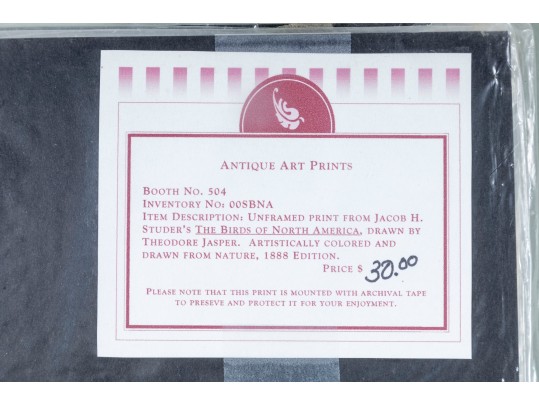 ANTIQUE ART PRINTS
BOOTH NO. 504
INVENTORY NO: 00SBNA
ITEM DESCRIPTION: UNFRAMED PRINT FROM JACOB H.
STUDER'S THE BIRDS OF NORTH AMERICA, DRAWN BY
THEODORE JASPER. ARTISTICALLY COLORED AND
DRAWN FROM NATURE, 1888 EDITION.
PRICE $ 30.00
PLEASE NOTE THAT THIS PRINT IS MOUNTED WITH ARCHIVAL TAPE
TO PRESEVE AND PROTECT IT FOR YOUR ENJOYMENT.